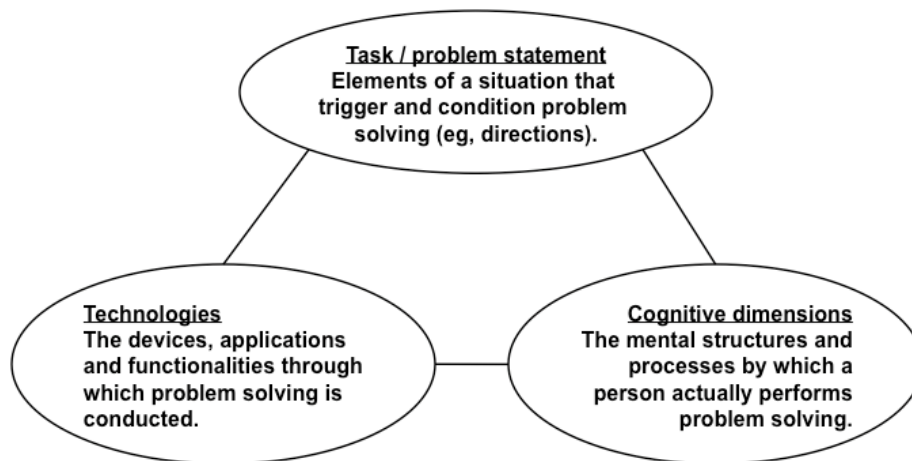 Task / problem statement
Elements of a situation that
trigger and condition problem
solving (eg, directions).
Technologies
The devices, applications
and functionalities through
which problem solving is
conducted.
Cognitive dimensions
The mental structures and
processes by which a
person actually performs
problem solving.